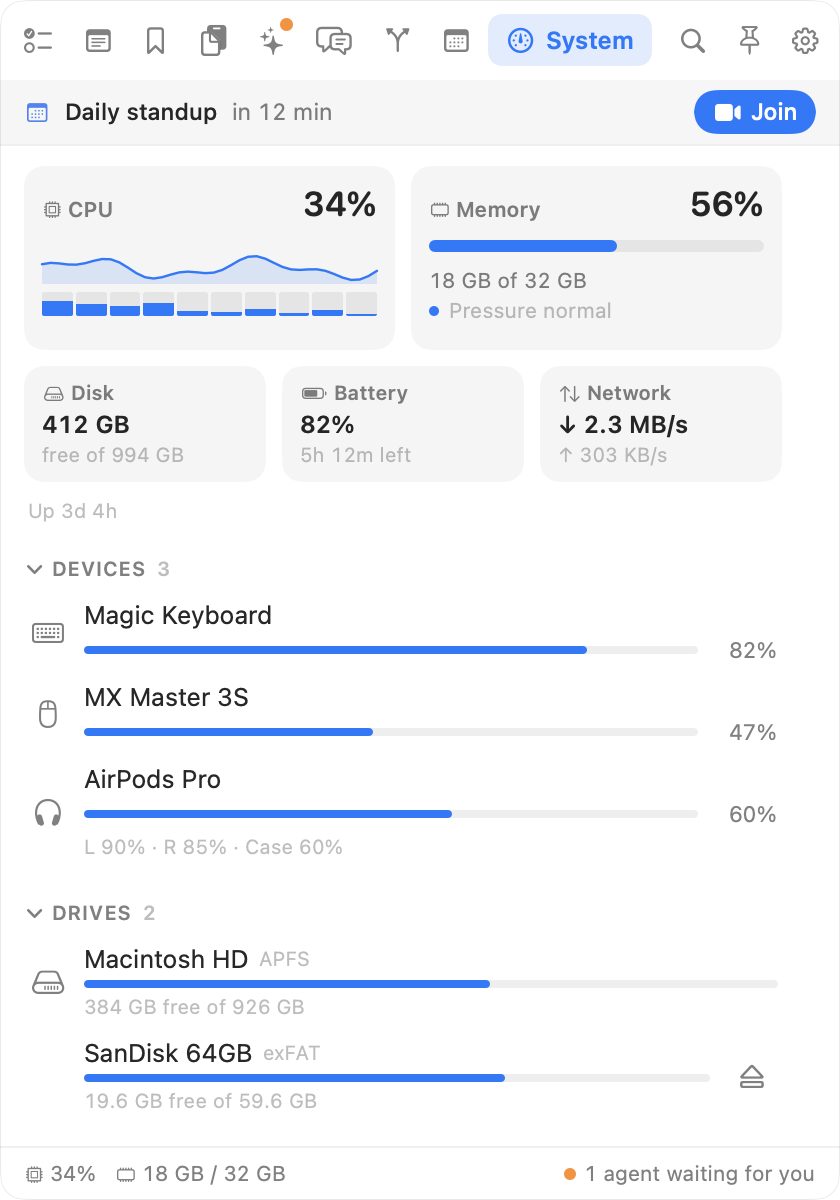 System
Daily standup in 12 min
Join
CPU 34%
Memory 56%
18 GB of 32 GB
Pressure normal
Disk
412 GB
free of 994 GB
Battery
82%
5h 12m left
Network
↓ 2.3 MB/s
↑ 303 KB/s
Up 3d 4h
DEVICES 3
Magic Keyboard
82%
MX Master 3S
47%
AirPods Pro
60%
L 90% · R 85% · Case 60%
DRIVES 2
Macintosh HD APFS
384 GB free of 926 GB
SanDisk 64GB exFAT
19.6 GB free of 59.6 GB
34% 18 GB / 32 GB
1 agent waiting for you